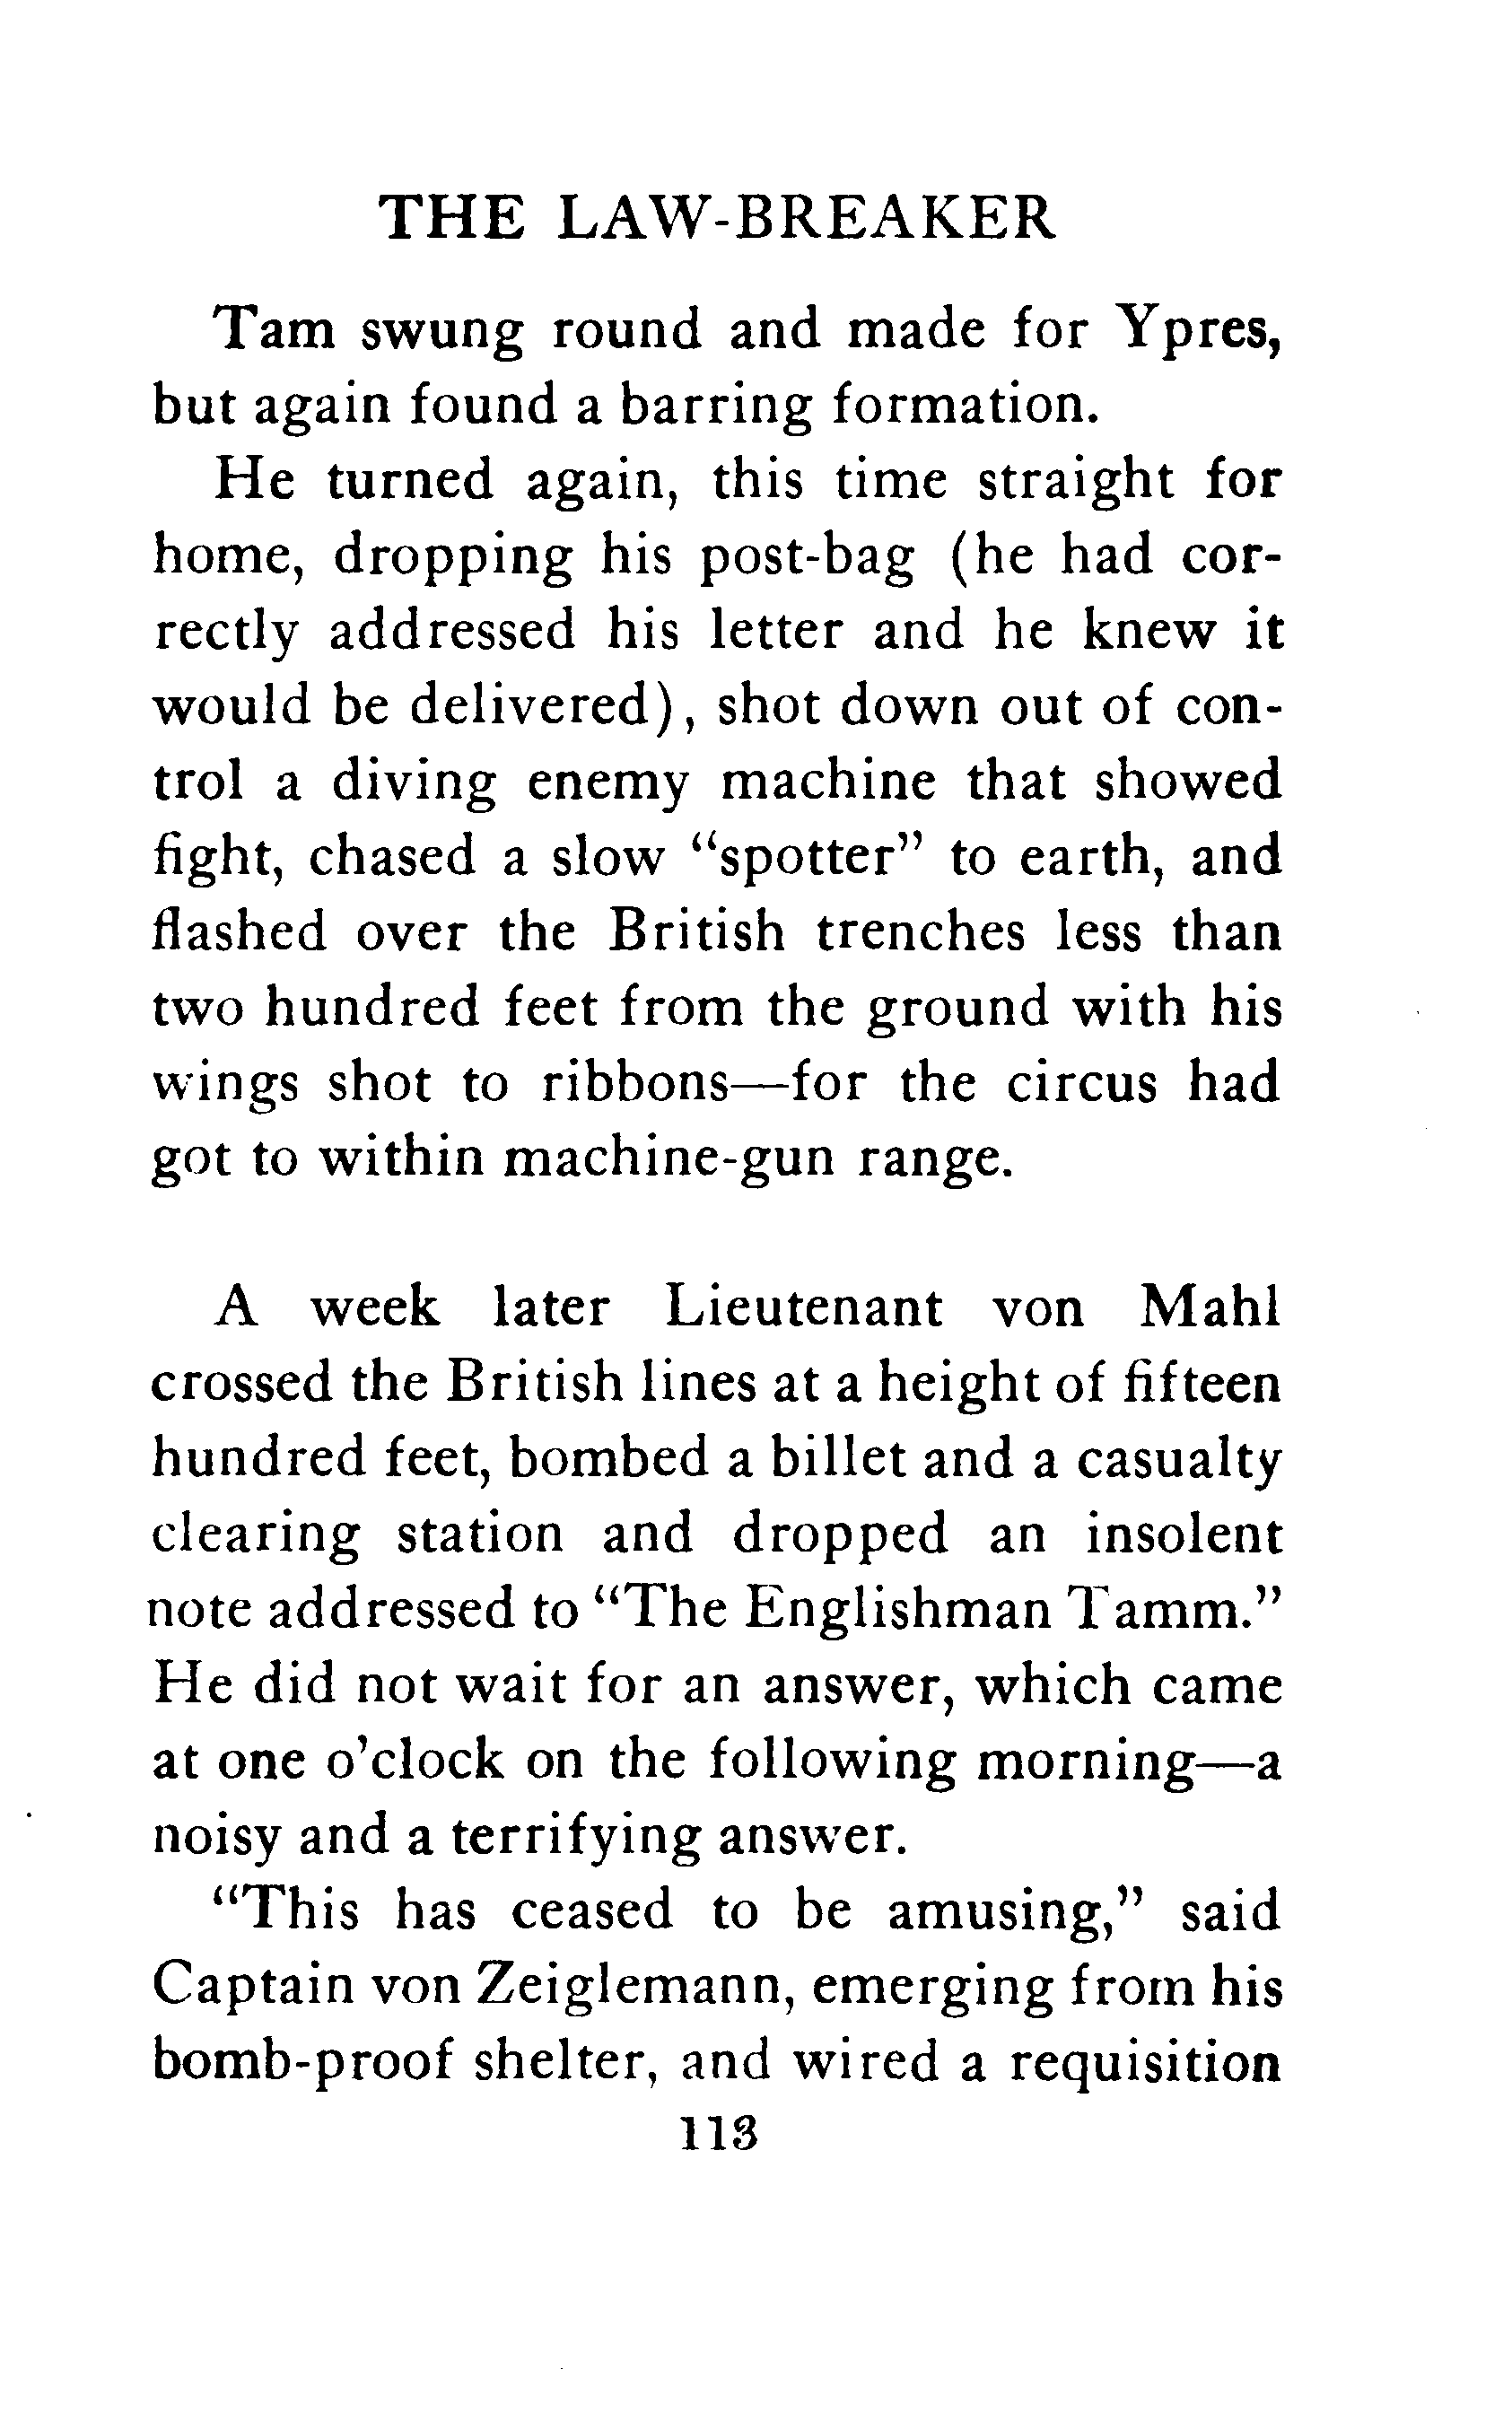 THE LAW-BREAKER
Tam swung round and made for Ypres,
but again found a barring formation.
He turned again, this time straight for
home, dropping his post-bag (he had cor-
rectly addressed his letter and he knew it
would be delivered), shot down out of con-
trol a diving enemy machine that showed
fight, chased a slow "spotter" to earth, and
flashed over the British trenches less than
two hundred feet from the ground with his
wings shot to ribbons—for the circus had
got to within machine-gun range.
A week later Lieutenant von Mahl
crossed the British lines at a height of fifteen
hundred feet, bombed a billet and a casualty
clearing station and dropped an insolent
note addressed to "The Englishman Tamm."
He did not wait for an answer, which came
at one o'clock on the following morning—a
noisy and a terrifying answer.
"This has ceased to be amusing," said
Captain von Zeiglemann, emerging from his
bomb-proof shelter, and wired a requisition
113